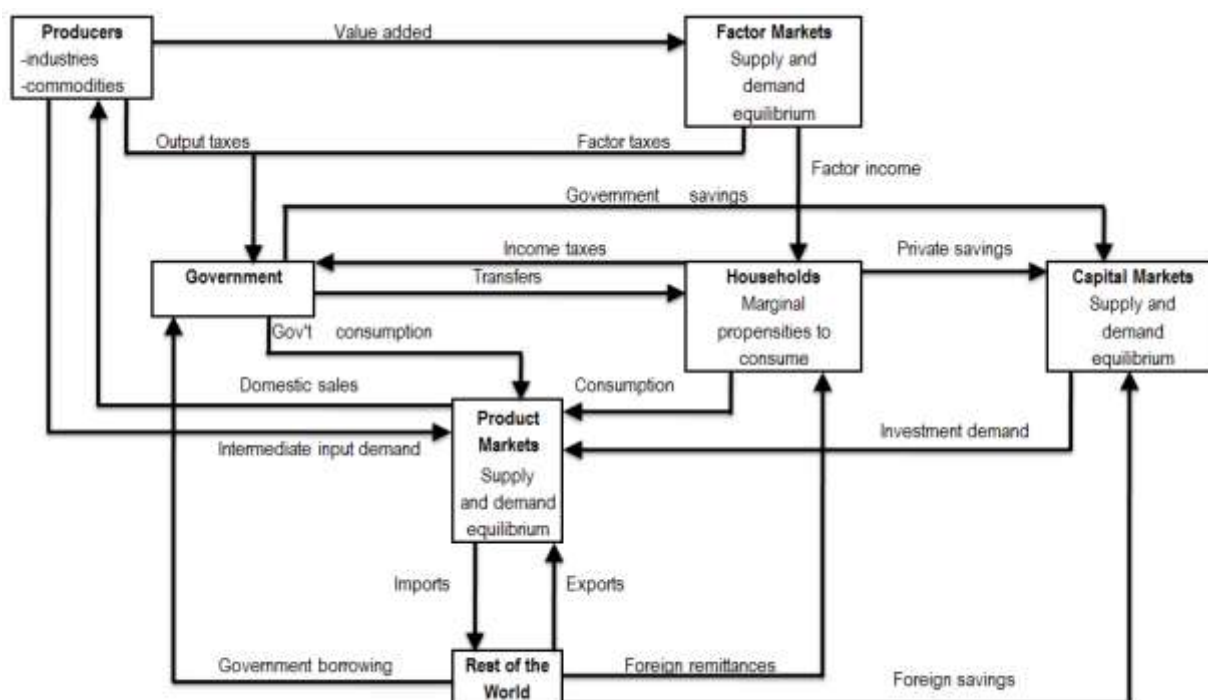 Producers
-industries
-commodities
Value added
Factor Markets
Supply and
demand
equilibrium
Output taxes
Factor taxes
Factor income
Government savings
Government
Income taxes
Transfers
Households
Marginal
propensities to
consume
Private savings
Capital Markets
Supply and
demand
equilibrium
Gov't consumption
Domestic sales
Consumption
Product
Markets
Supply
and demand
equilibrium
Intermediate input demand
Investment demand
Imports
Exports
Government borrowing
Rest of the
World
Foreign remittances
Foreign savings